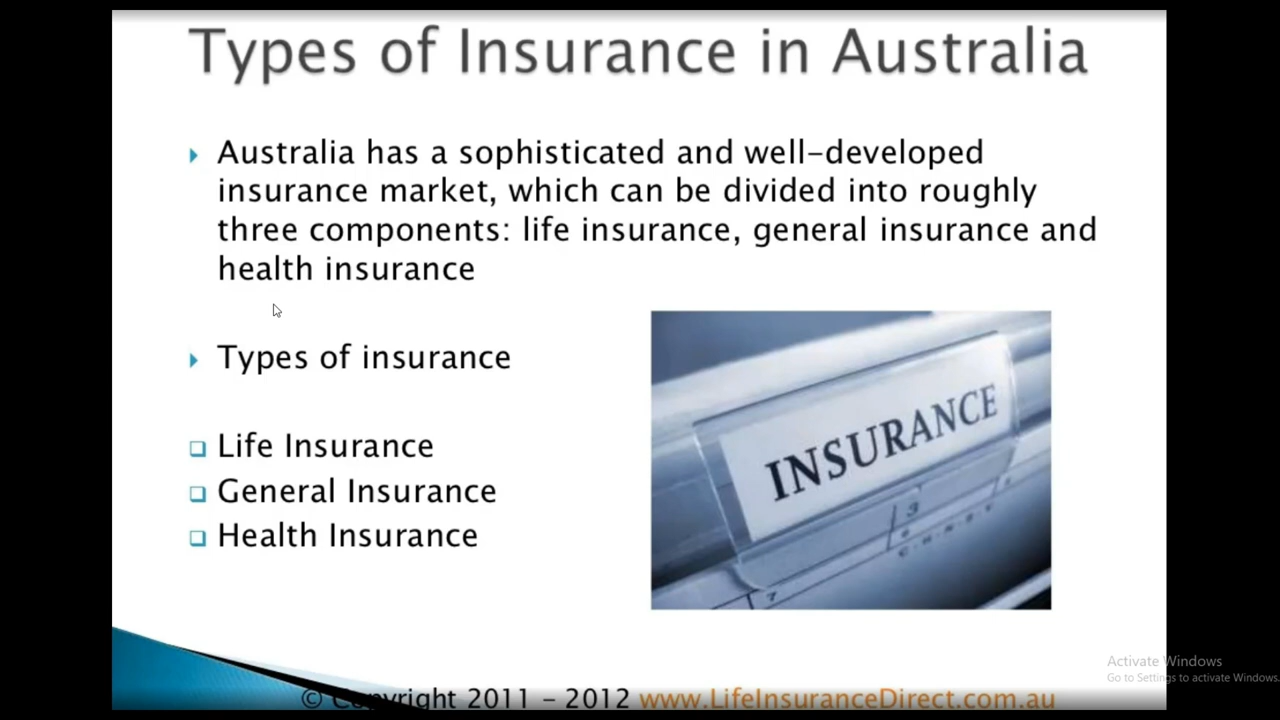 Types of Insurance in Australia
Australia has a sophisticated and well-developed
insurance market, which can be divided into roughly
three components: life insurance, general insurance and
health insurance
Types of insurance
Life Insurance
General Insurance
Health Insurance
INSURANCE
3
7
Activate Windows
Go to Settings to activate Windows.
© Copyright 2011 - 2012 www.LifeInsuranceDirect.com.au